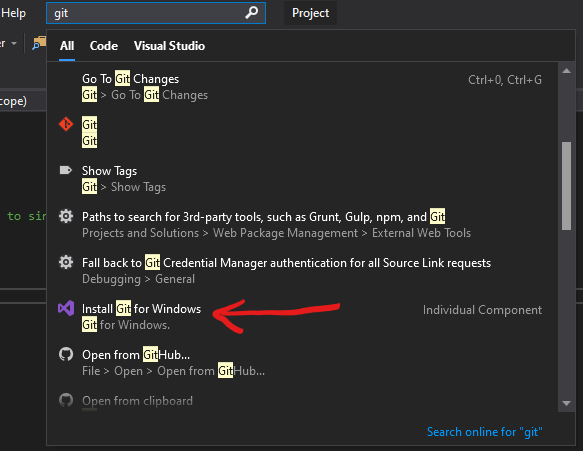 Help
git
Project
er
All Code Visual Studio
Go To Git Changes
Ctrl+0, Ctrl+G
Git > Go To Git Changes
cope)
Git
Git
Show Tags
Git > Show Tags
to sin
Paths to search for 3rd-party tools, such as Grunt, Gulp, npm, and Git
Projects and Solutions > Web Package Management > External Web Tools
Fall back to Git Credential Manager authentication for all Source Link requests
Debugging > General
Install Git for Windows
Individual Component
Git for Windows.
Open from GitHub...
File > Open > Open from GitHub...
Open from clipboard
Search online for "git"